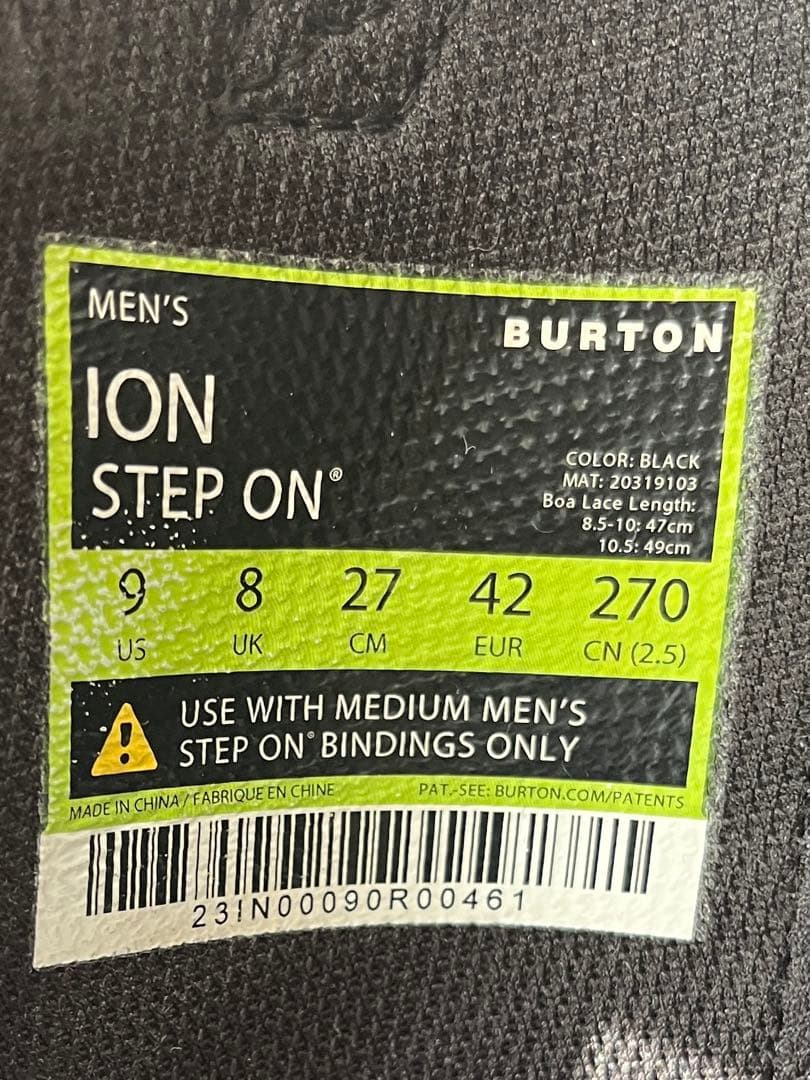 MEN'S
BURTON
ION
STEP ON®
COLOR: BLACK
MAT: 20319103
Boa Lace Length:
8.5-10: 47cm
10.5: 49cm
9 8 27 42 270
US UK CM EUR CN (2.5)
USE WITH MEDIUM MEN'S
STEP ON® BINDINGS ONLY
MADE IN CHINA / FABRIQUE EN CHINE PAT.-SEE: BURTON.COM/PATENTS
23IN00090R00461